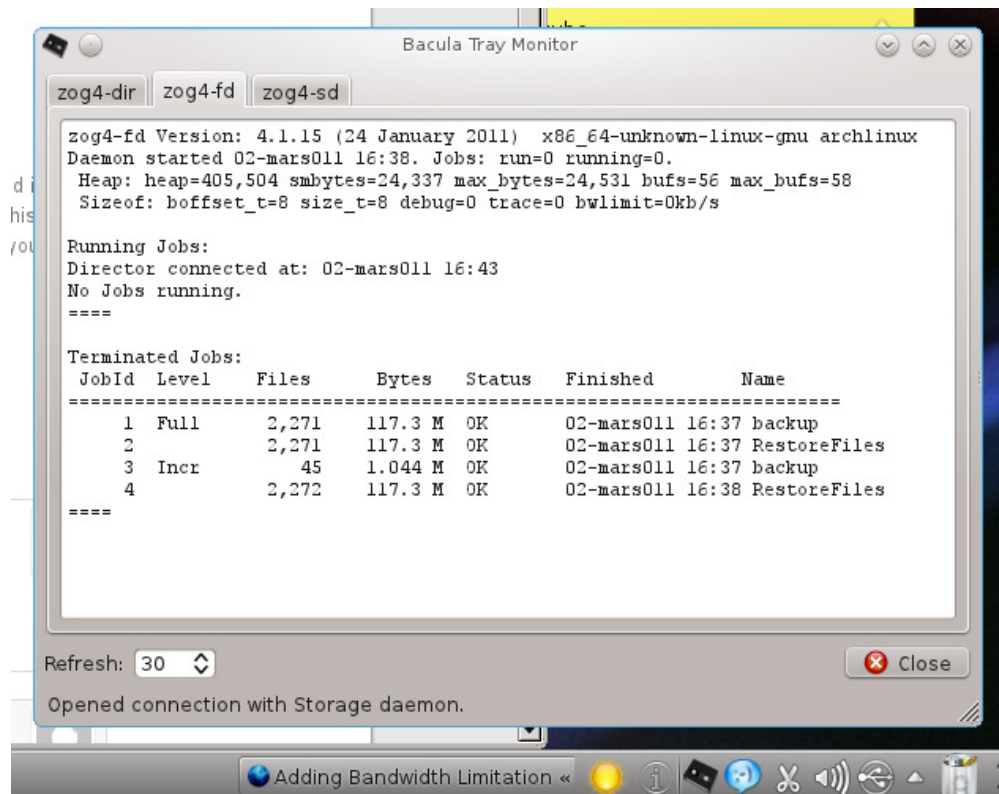 Bacula Tray Monitor
zog4-dir zog4-fd zog4-sd
zog4-fd Version: 4.1.15 (24 January 2011)  x86_64-unknown-linux-gnu archlinux
Daemon started 02-mars011 16:38. Jobs: run=0 running=0.
Heap: heap=405,504 smbytes=24,337 max_bytes=24,531 bufs=56 max_bufs=58
Sizeof: boffset_t=8 size_t=8 debug=0 trace=0 bwlimit=0kb/s
Running Jobs:
Director connected at: 02-mars011 16:43
No Jobs running.
====
Terminated Jobs:
JobId Level Files Bytes Status Finished Name
======================================================================
1 Full 2,271 117.3 M OK 02-mars011 16:37 backup
2 2,271 117.3 M OK 02-mars011 16:37 RestoreFiles
3 Incr 45 1.044 M OK 02-mars011 16:37 backup
4 2,272 117.3 M OK 02-mars011 16:38 RestoreFiles
====
Refresh: 30 Close
Opened connection with Storage daemon.
Adding Bandwidth Limitation «